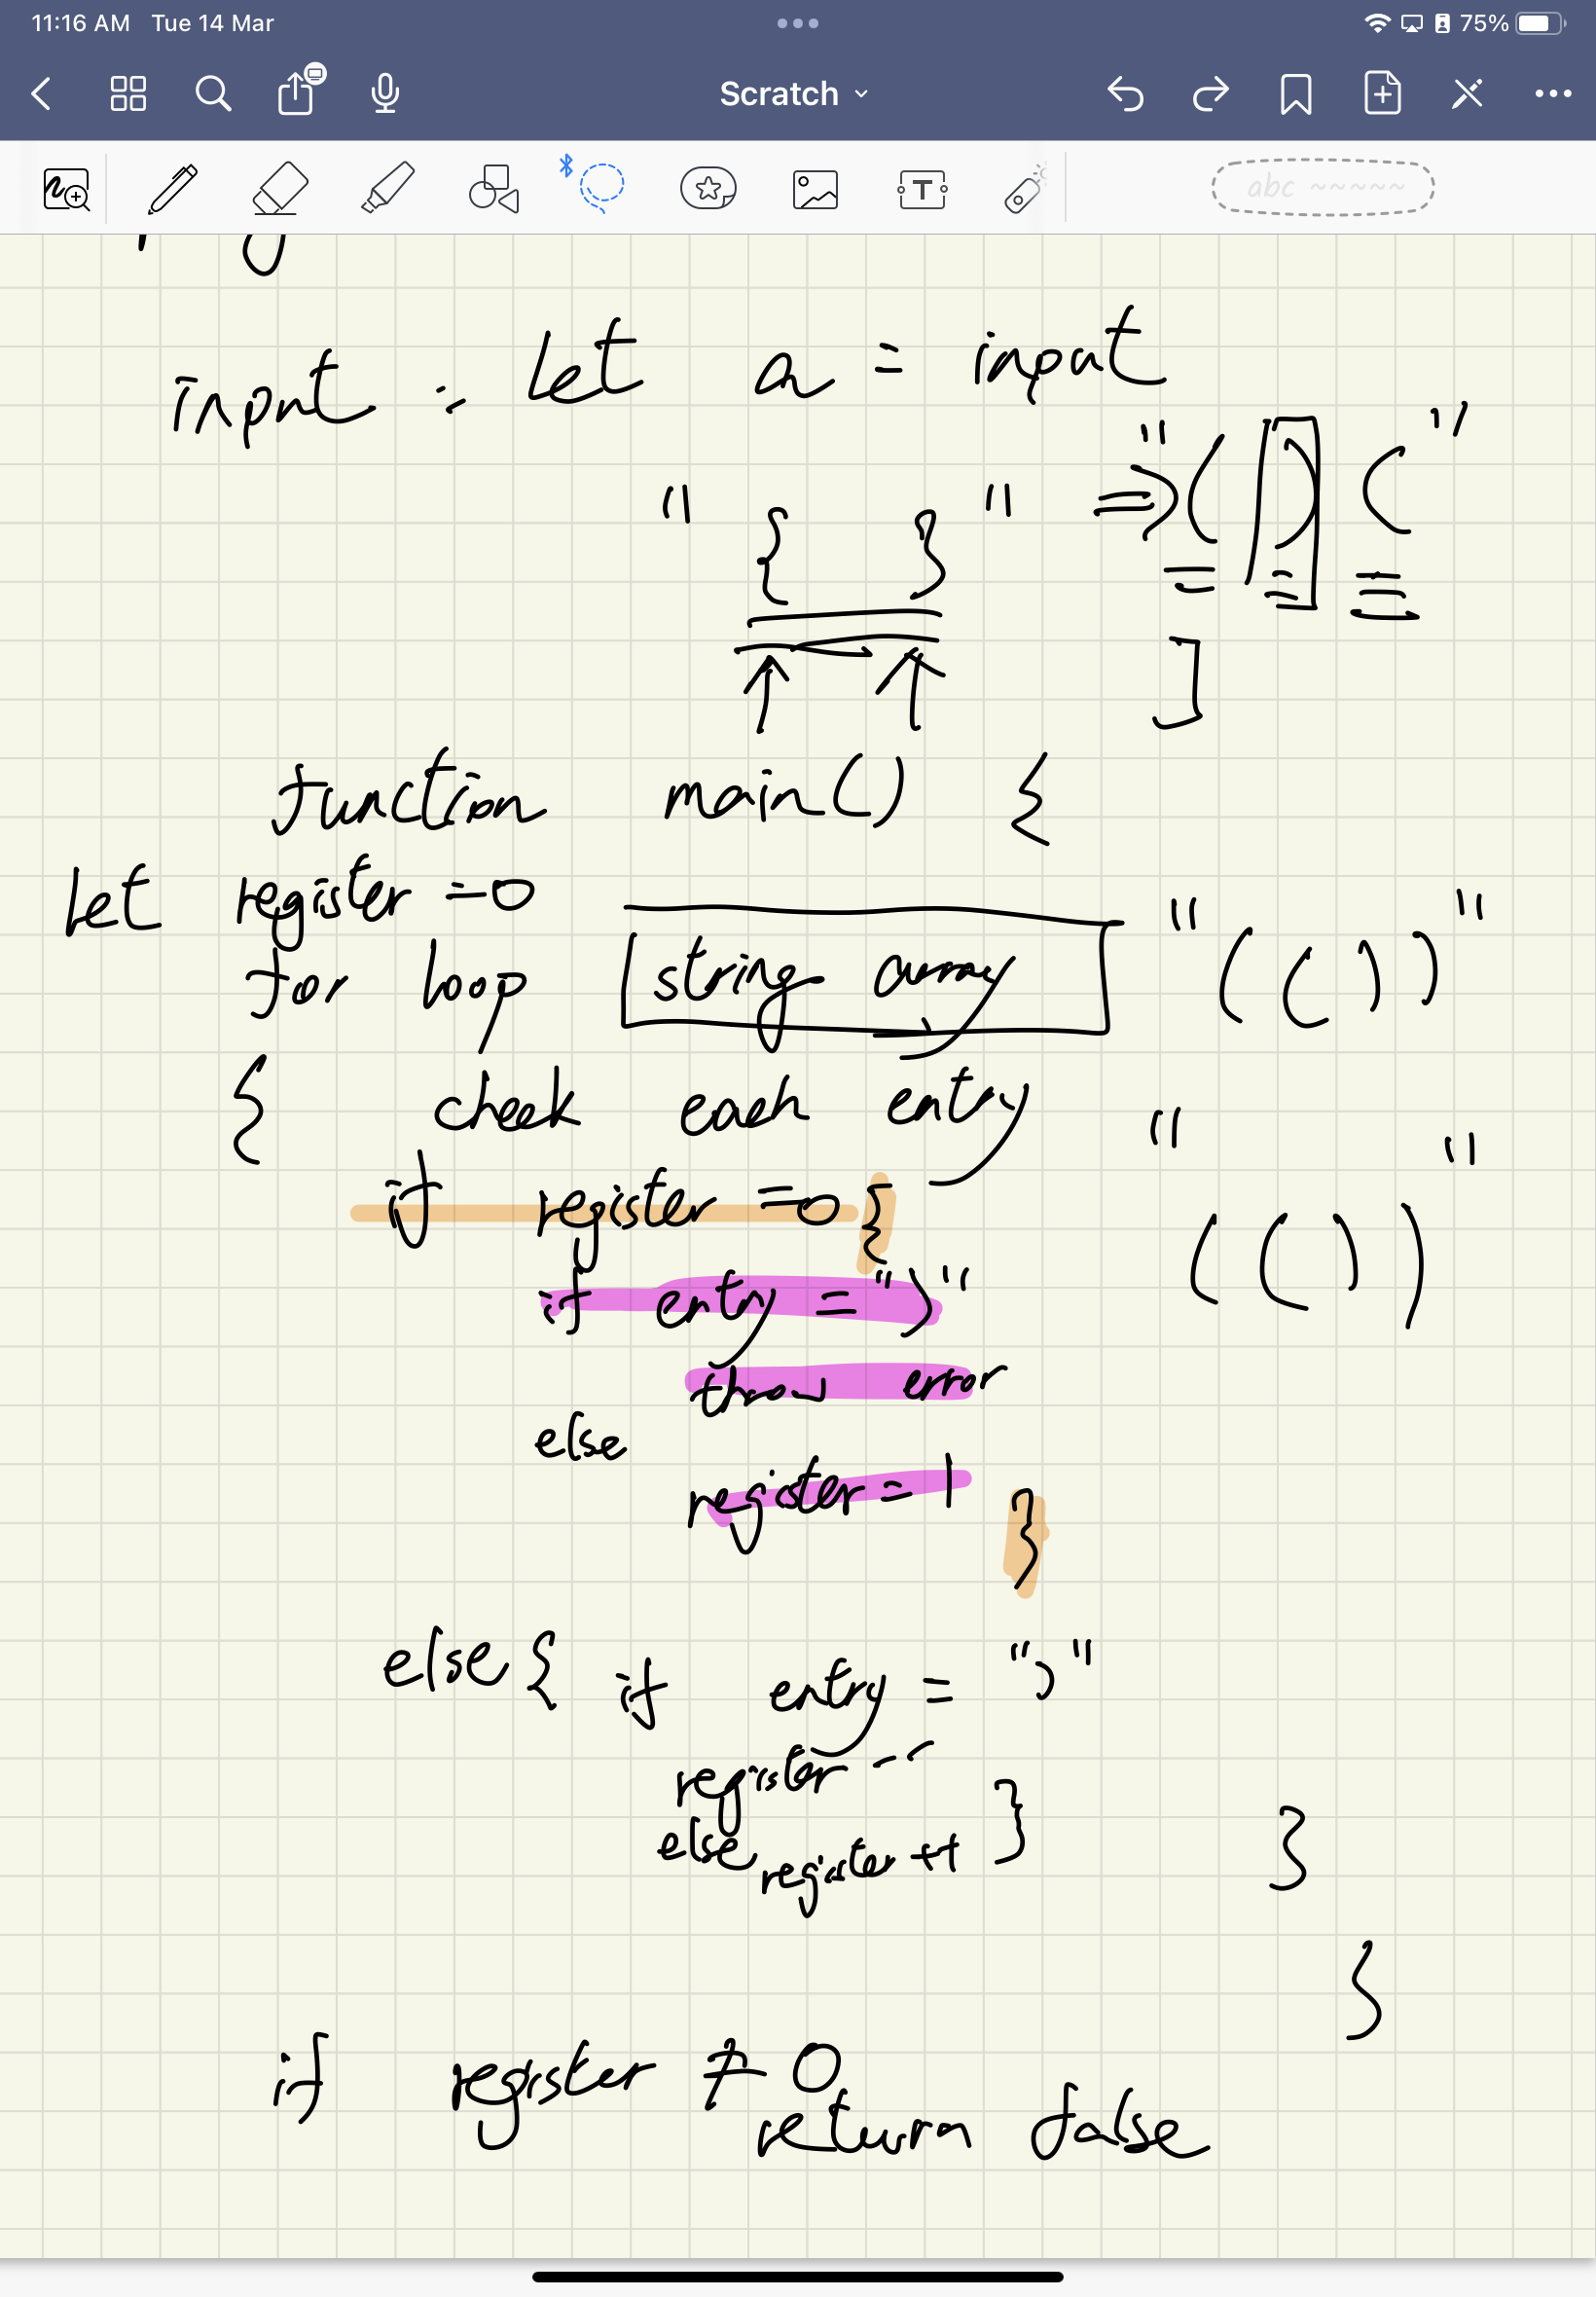 11:16 AM Tue 14 Mar
75%
Scratch
T
abc
input : let a = input
"{ }" => "( ) ("
]
function main() {
let register = 0
for loop string array "(())"
{ check each entry
" "
if register = 0 { (())
if entry = ")"
throw error
else
register = 1
}
else { if entry = ")"
register --
else register ++ } }
}
if register ≠ 0
return false